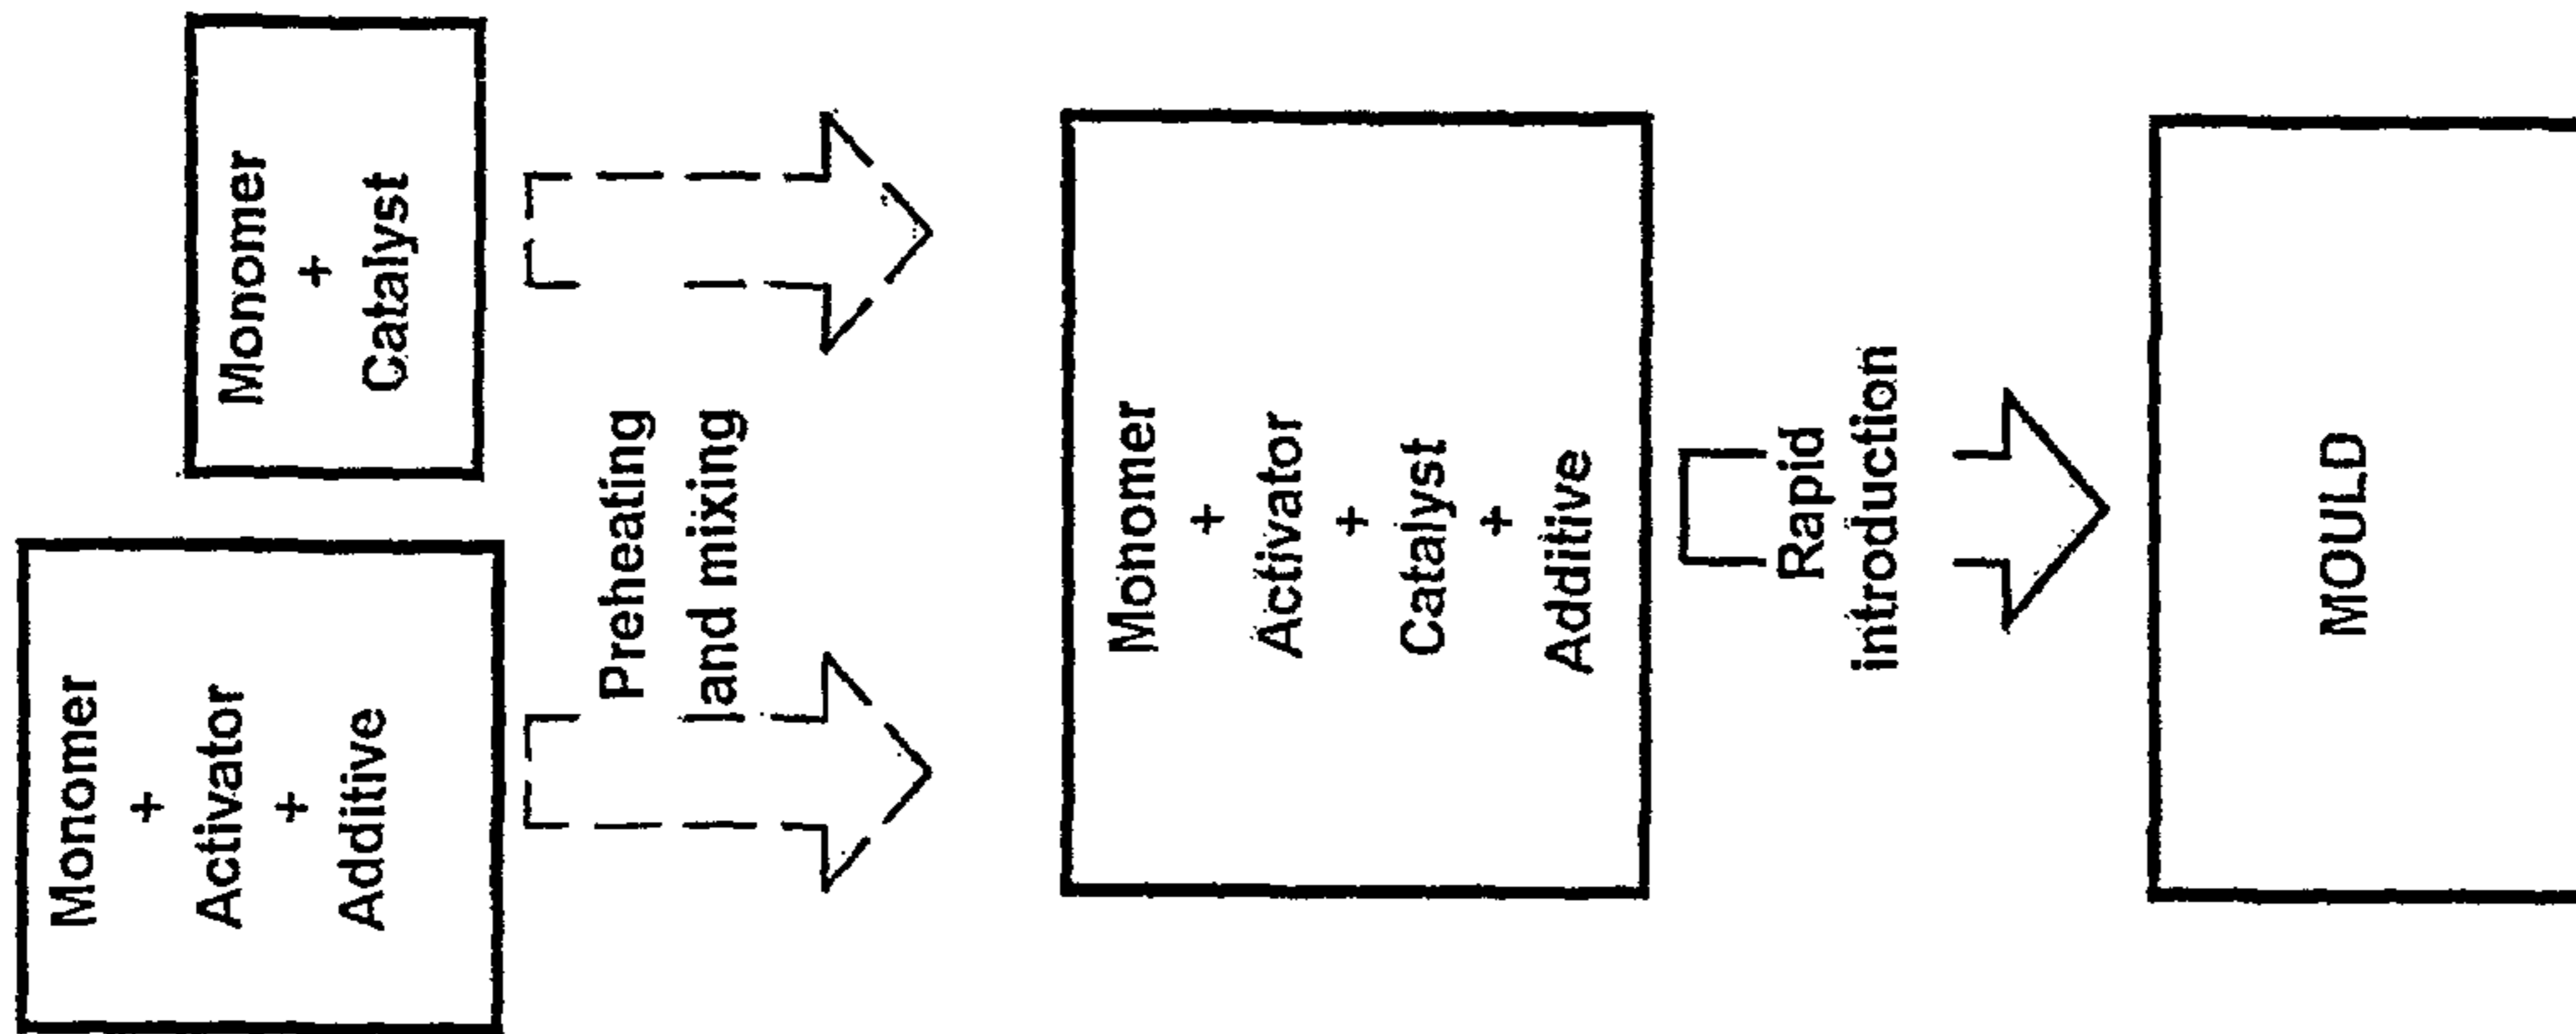 Monomer
+
Activator
+
Additive
Monomer
+
Catalyst
Preheating
and mixing
Monomer
+
Activator
+
Catalyst
+
Additive
Rapid
introduction
MOULD